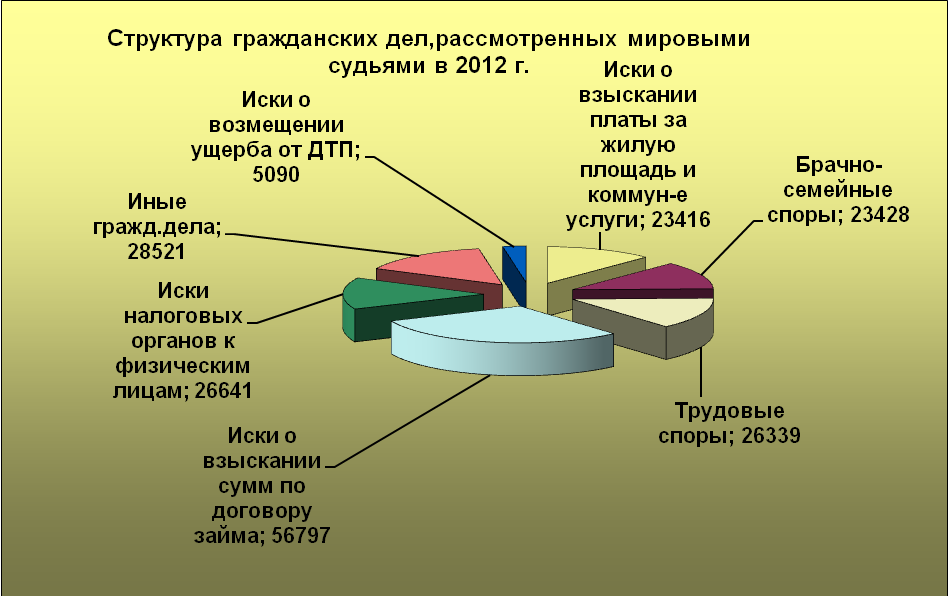 Структура гражданских дел,рассмотренных мировыми
судьями в 2012 г.
Иски о
взыскании
платы за
жилую
площадь и
коммун-е
услуги; 23416
Брачно-
семейные
споры; 23428
Трудовые
споры; 26339
Иски о
взыскании
сумм по
договору
займа; 56797
Иски
налоговых
органов к
физическим
лицам; 26641
Иные
гражд.дела;
28521
Иски о
возмещении
ущерба от ДТП;
5090